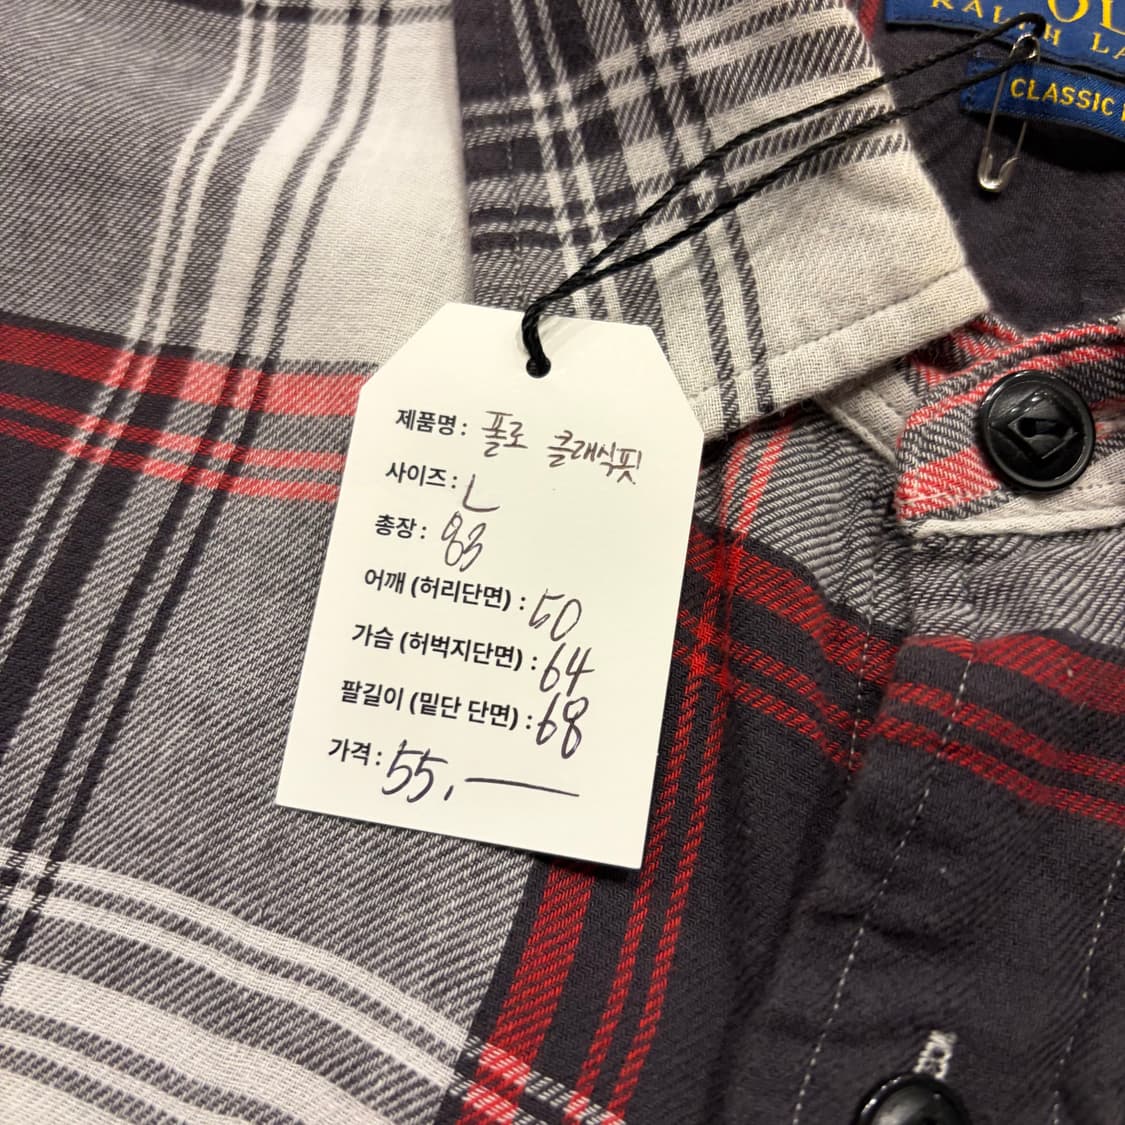 RALPH LA
CLASSIC
제품명: 폴로 클래식핏
사이즈: L
총장: 83
어깨 (허리단면) : 50
가슴 (허벅지단면) : 64
팔길이 (밑단 단면) : 68
가격: 55,—